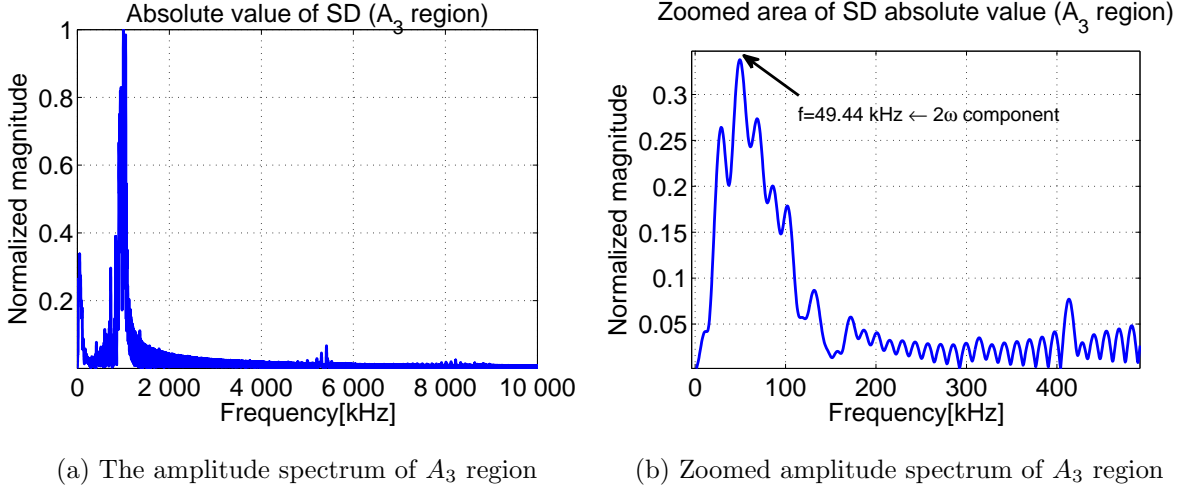 Absolute value of SD (A3 region)
Normalized magnitude
1
0.8
0.6
0.4
0.2
0 2 000 4 000 6 000 8 000 10 000
Frequency[kHz]
(a) The amplitude spectrum of A3 region
Zoomed area of SD absolute value (A3 region)
Normalized magnitude
0.3
0.25
0.2
0.15
0.1
0.05
f=49.44 kHz ← 2ω component
0 100 200 300 400
Frequency[kHz]
(b) Zoomed amplitude spectrum of A3 region